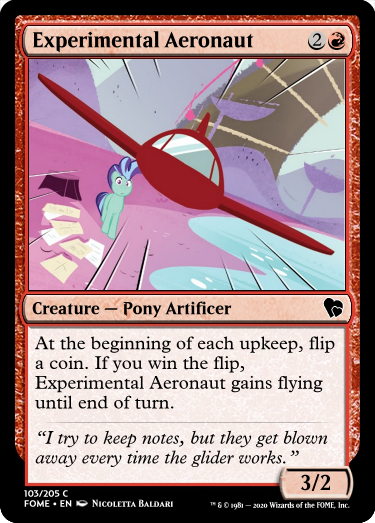 Experimental Aeronaut 2
Creature — Pony Artificer
At the beginning of each upkeep, flip
a coin. If you win the flip,
Experimental Aeronaut gains flying
until end of turn.
“I try to keep notes, but they get blown
away every time the glider works.”
3/2
103/205 C
FOME • EN Nicoletta Baldari
™ & © 1981 — 2020 Wizards of the FOME, Inc.